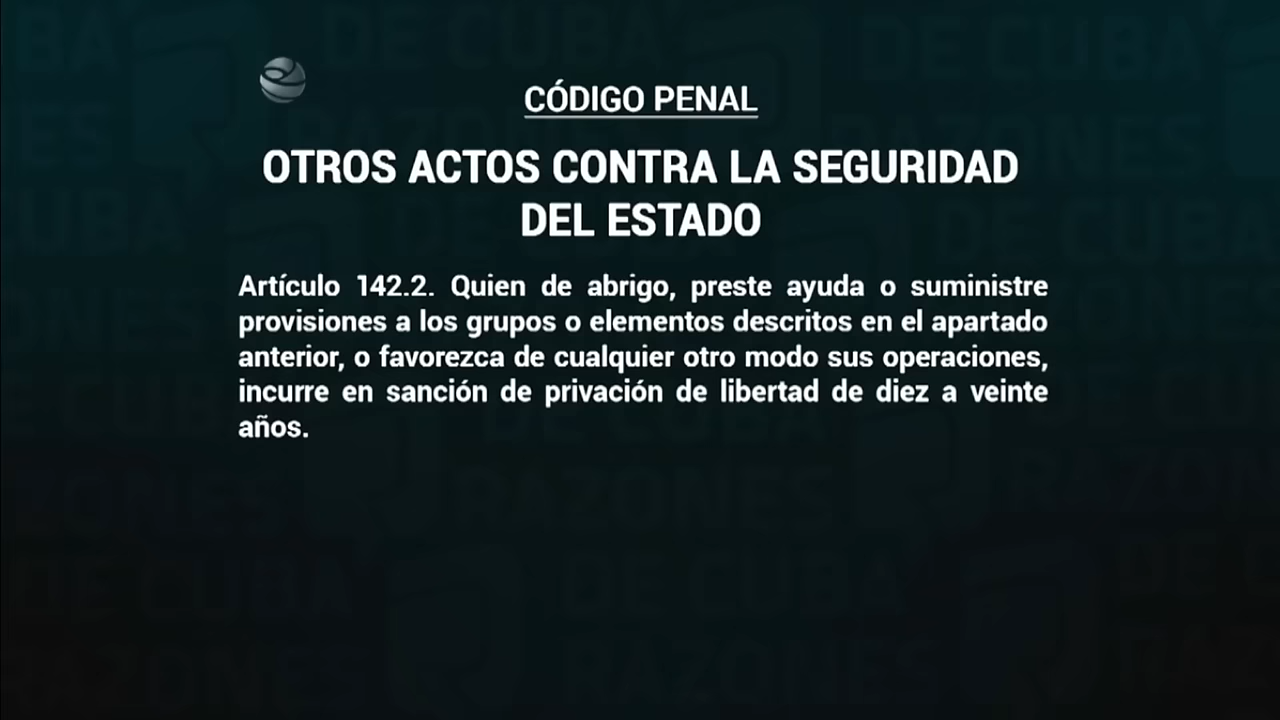 CÓDIGO PENAL
OTROS ACTOS CONTRA LA SEGURIDAD
DEL ESTADO
Artículo 142.2. Quien de abrigo, preste ayuda o suministre
provisiones a los grupos o elementos descritos en el apartado
anterior, o favorezca de cualquier otro modo sus operaciones,
incurre en sanción de privación de libertad de diez a veinte
años.